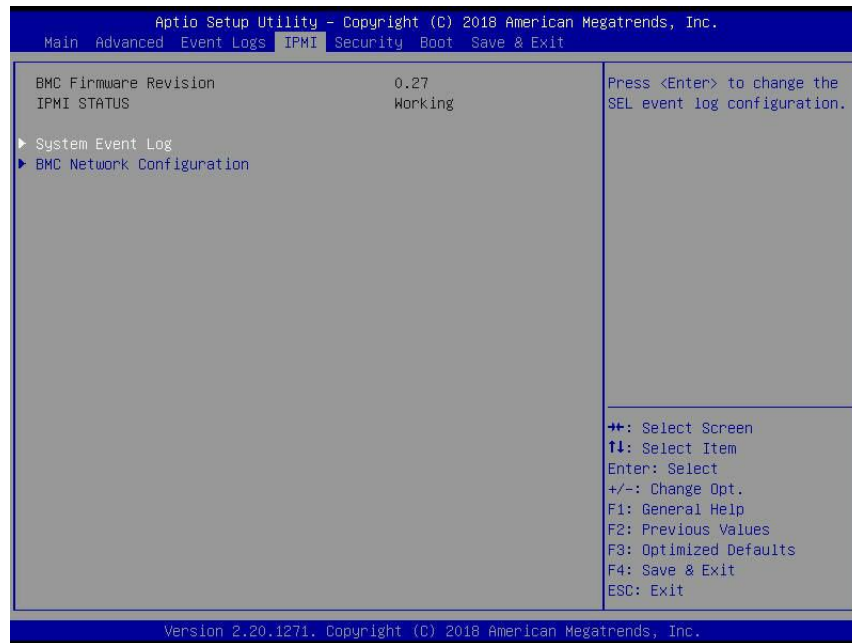 Aptio Setup Utility – Copyright (C) 2018 American Megatrends, Inc.
Main Advanced Event Logs IPMI Security Boot Save & Exit
BMC Firmware Revision 0.27
IPMI STATUS Working
System Event Log
BMC Network Configuration
Press <Enter> to change the
SEL event log configuration.
→←: Select Screen
↑↓: Select Item
Enter: Select
+/-: Change Opt.
F1: General Help
F2: Previous Values
F3: Optimized Defaults
F4: Save & Exit
ESC: Exit
Version 2.20.1271. Copyright (C) 2018 American Megatrends, Inc.